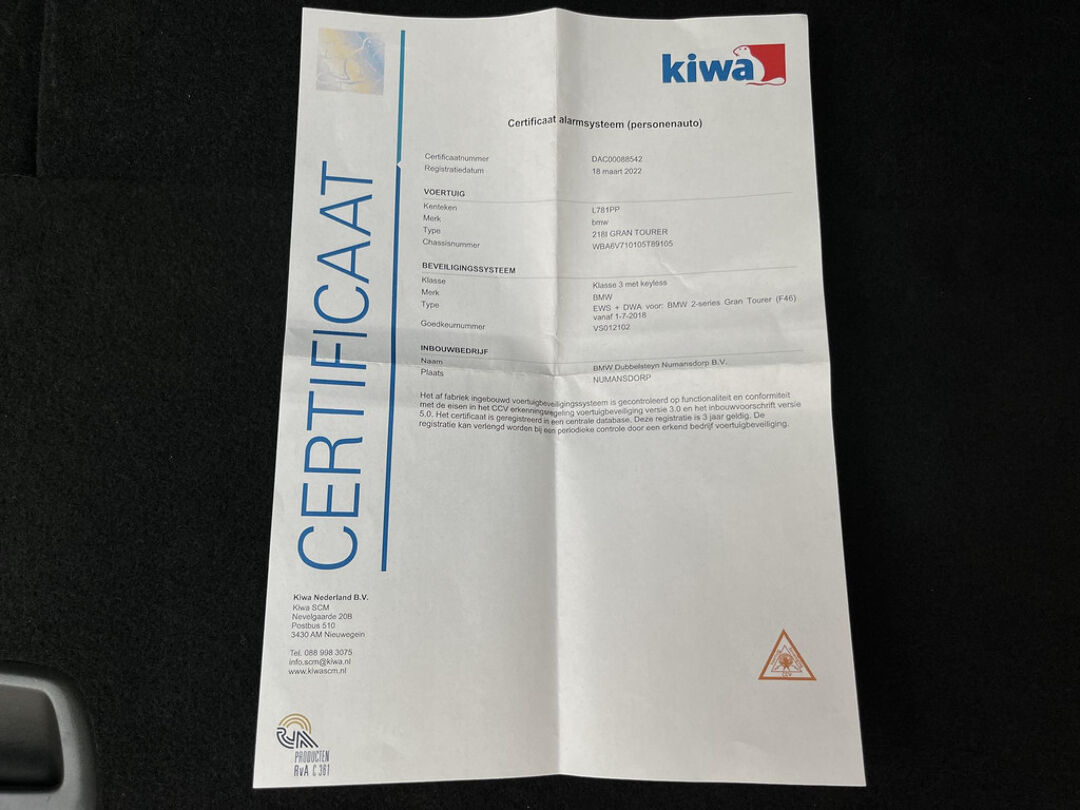 kiwa
Certificaat alarmsysteem (personenauto)
Certificaatnummer DAC00088542
Registratiedatum 18 maart 2022
VOERTUIG
Kenteken L781PP
Merk bmw
Type 218I GRAN TOURER
Chassisnummer WBA6V710105T89105
BEVEILIGINGSSYSTEEM
Klasse Klasse 3 met keyless
Merk BMW
Type EWS + DWA voor: BMW 2-series Gran Tourer (F46)
vanaf 1-7-2018
Goedkeurnummer VS012102
INBOUWBEDRIJF
Naam BMW Dubbelsteyn Numansdorp B.V.
Plaats NUMANSDORP
Het af fabriek ingebouwd voertuigbeveiligingssysteem is gecontroleerd op functionaliteit en conformiteit
met de eisen in het CCV erkenningsregeling voertuigbeveiliging versie 3.0 en het inbouwvoorschrift versie
5.0. Het certificaat is geregistreerd in een centrale database. Deze registratie is 3 jaar geldig. De
registratie kan verlengd worden bij een periodieke controle door een erkend bedrijf voertuigbeveiliging.
CERTIFICAAT
Kiwa Nederland B.V.
Kiwa SCM
Nevelgaarde 20B
Postbus 510
3430 AM Nieuwegein
Tel. 088 998 3075
info.scm@kiwa.nl
www.kiwascm.nl
RvA
PRODUCTEN
RvA C 361
CCV